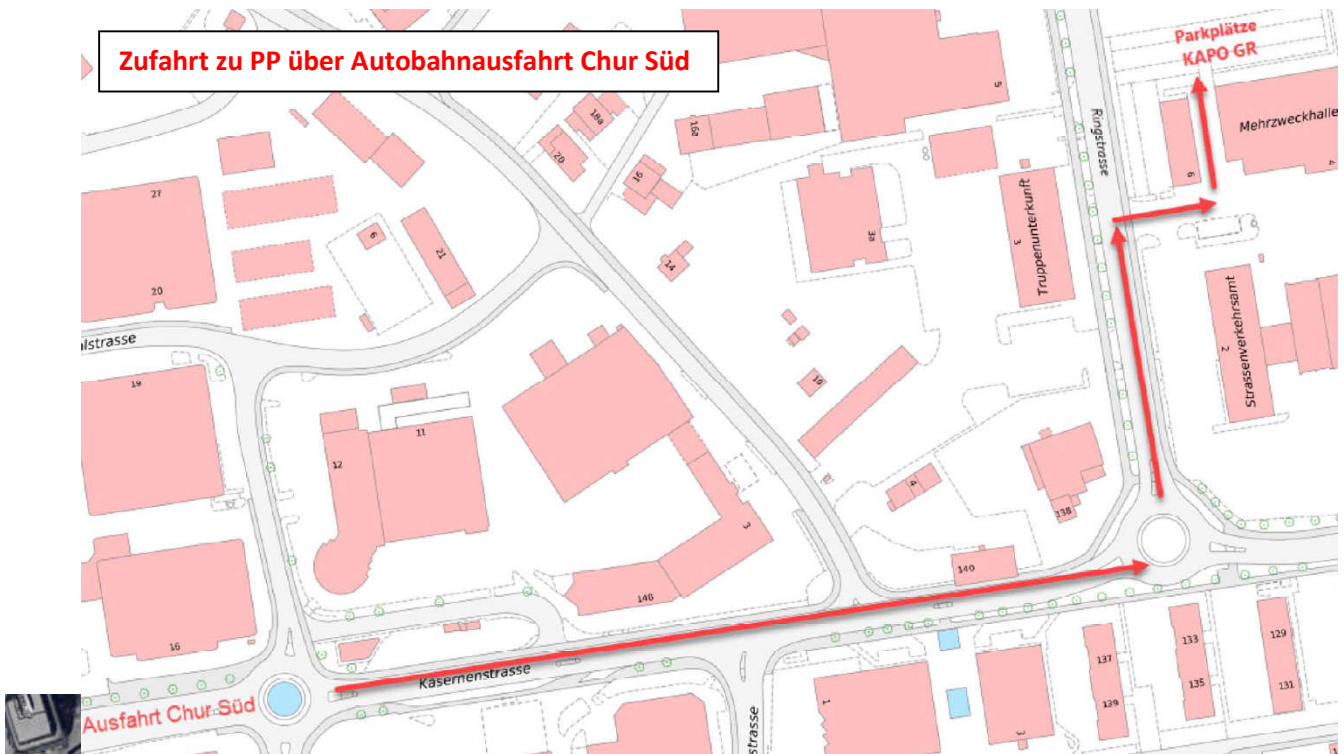 Zufahrt zu PP über Autobahnausfahrt Chur Süd
Parkplätze
KAPO GR
Mehrzweckhalle
4
6
5
Ringstrasse
18a
16a
20
16
27
6
21
14
3a
3
Truppenunterkunft
Strassenverkehrsamt
2
20
lstrasse
19
10
11
12
4
138
3
140
148
16
Kasernenstrasse
137
133
129
139
135
131
1
3
strasse
Ausfahrt Chur Süd